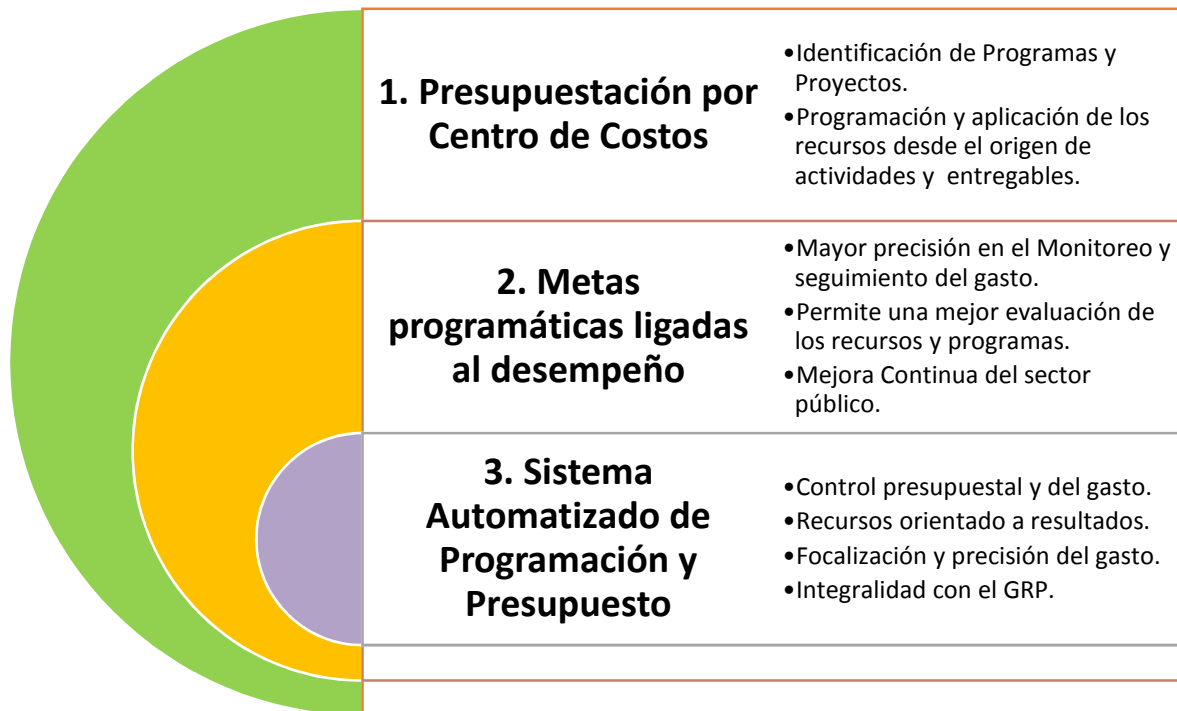 1. Presupuestación por
Centro de Costos
•Identificación de Programas y
Proyectos.
•Programación y aplicación de los
recursos desde el origen de
actividades y entregables.
2. Metas
programáticas ligadas
al desempeño
•Mayor precisión en el Monitoreo y
seguimiento del gasto.
•Permite una mejor evaluación de
los recursos y programas.
•Mejora Continua del sector
público.
3. Sistema
Automatizado de
Programación y
Presupuesto
•Control presupuestal y del gasto.
•Recursos orientado a resultados.
•Focalización y precisión del gasto.
•Integralidad con el GRP.